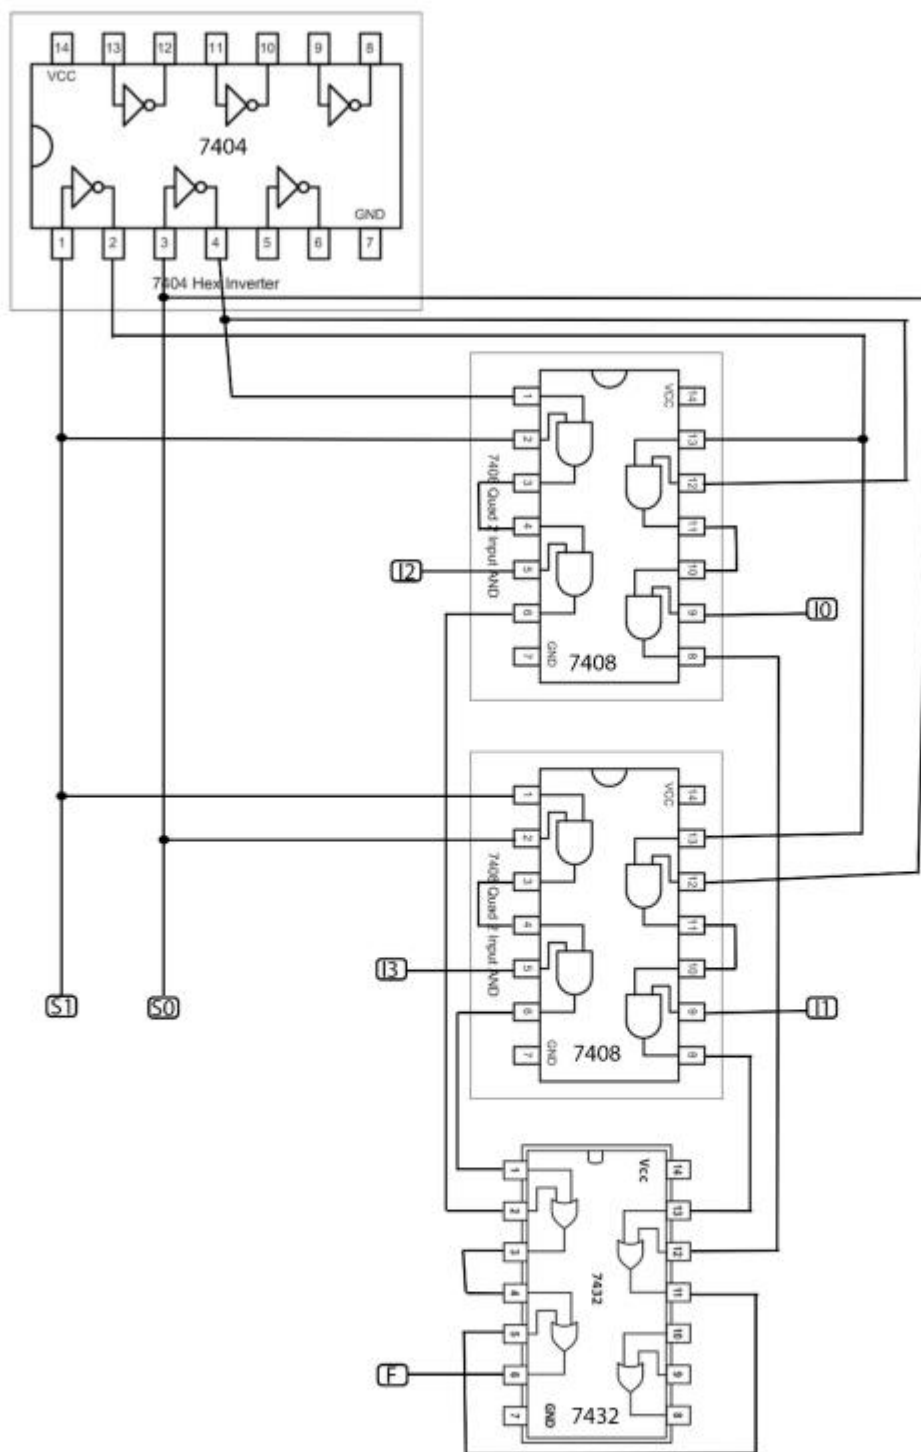 14 13 12 11 10 9 8
VCC
7404
GND
1 2 3 4 5 6 7
7404 Hex Inverter
1 VCC 14
2 13
3 12
4 11
I2 5 10
6 9 I0
7 GND 7408 8
7408 Quad 2 Input AND
1 VCC 14
2 13
3 12
4 11
I3 5 10
6 9 I1
7 GND 7408 8
7408 Quad 2 Input AND
S1 S0
1 Vcc 14
2 13
3 12
4 7432 11
5 10
F 6 9
7 GND 7432 8